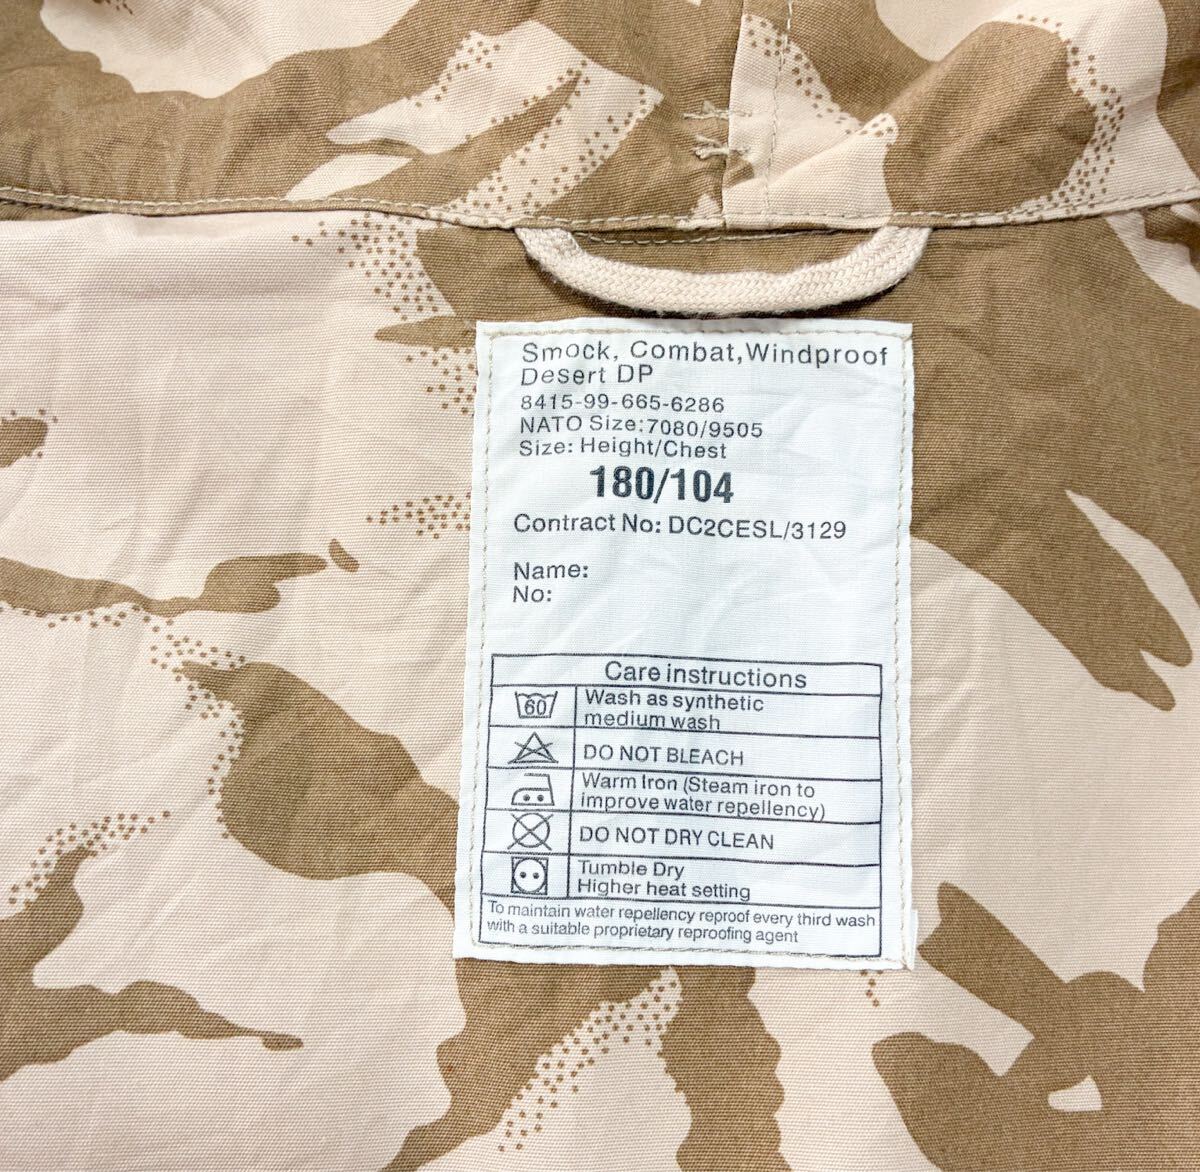 Smock, Combat,Windproof
Desert DP
8415-99-665-6286
NATO Size:7080/9505
Size: Height/Chest
180/104
Contract No: DC2CESL/3129
Name:
No:
Care instructions
60
Wash as synthetic
medium wash
DO NOT BLEACH
Warm Iron (Steam iron to
improve water repellency)
DO NOT DRY CLEAN
Tumble Dry
Higher heat setting
To maintain water repellency reproof every third wash
with a suitable proprietary reproofing agent